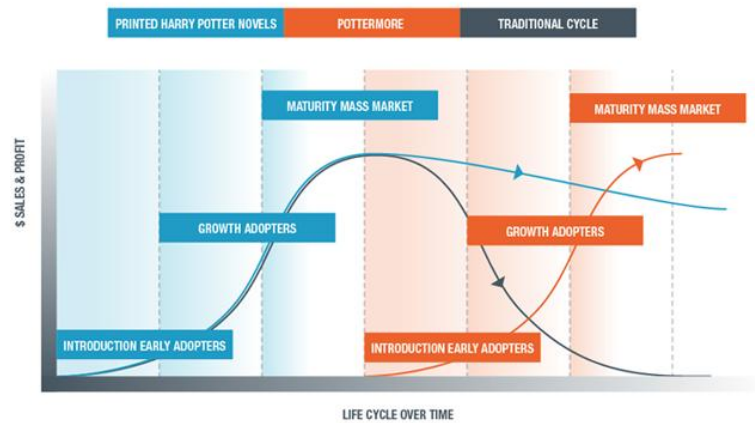 PRINTED HARRY POTTER NOVELS
POTTERMORE
TRADITIONAL CYCLE
MATURITY MASS MARKET
MATURITY MASS MARKET
$ SALES & PROFIT
GROWTH ADOPTERS
GROWTH ADOPTERS
INTRODUCTION EARLY ADOPTERS
INTRODUCTION EARLY ADOPTERS
LIFE CYCLE OVER TIME